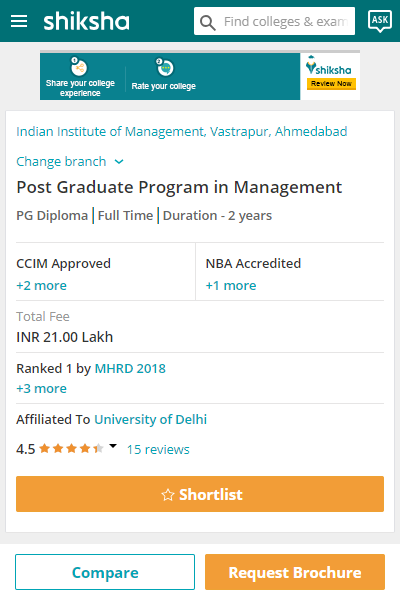 shiksha
Find colleges & exam
ASK
1
2
Share your college
experience
Rate your college
shiksha
Review Now
Indian Institute of Management, Vastrapur, Ahmedabad
Change branch
Post Graduate Program in Management
PG Diploma | Full Time | Duration - 2 years
CCIM Approved
+2 more
NBA Accredited
+1 more
Total Fee
INR 21.00 Lakh
Ranked 1 by MHRD 2018
+3 more
Affiliated To University of Delhi
4.5 15 reviews
Shortlist
Compare
Request Brochure